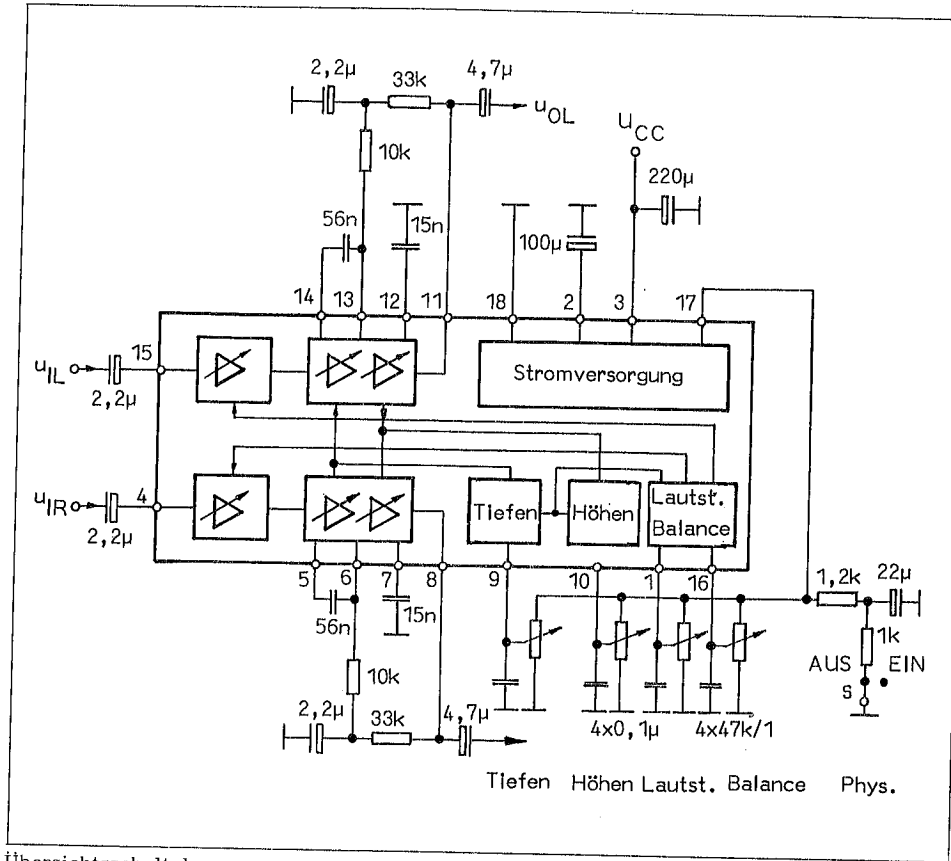 2,2µ 33k 4,7µ
u_OL
10k
56n 15n
u_CC
220µ
100µ
14 13 12 11 18 2 3 17
u_IL 15
2,2µ
Stromversorgung
u_IR 4
2,2µ
Tiefen Höhen Lautst.
Balance
5 6 7 8 9 10 1 16
56n 15n
1,2k 22µ
1k
AUS EIN
s
10k
2,2µ 33k 4,7µ
4x0,1µ 4x47k/1
Tiefen Höhen Lautst. Balance Phys.